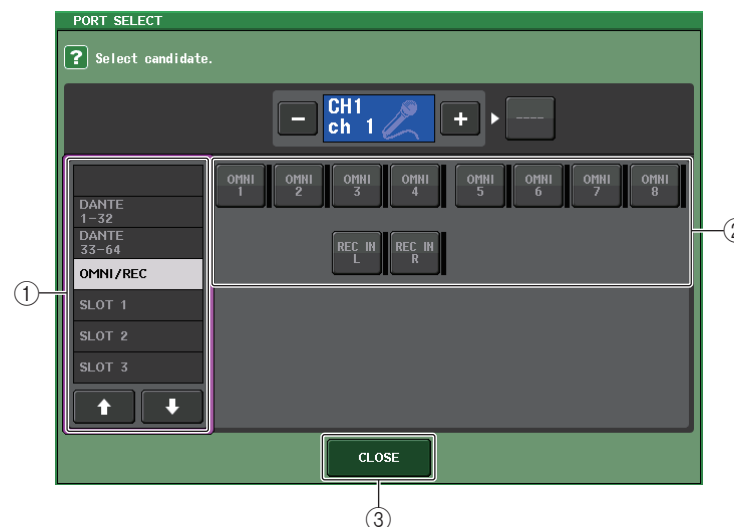 PORT SELECT
? Select candidate.
− CH1 ch 1 + ----
DANTE 1-32
DANTE 33-64
OMNI/REC
SLOT 1
SLOT 2
SLOT 3
OMNI 1 OMNI 2 OMNI 3 OMNI 4 OMNI 5 OMNI 6 OMNI 7 OMNI 8
REC IN L REC IN R
CLOSE
①
②
③